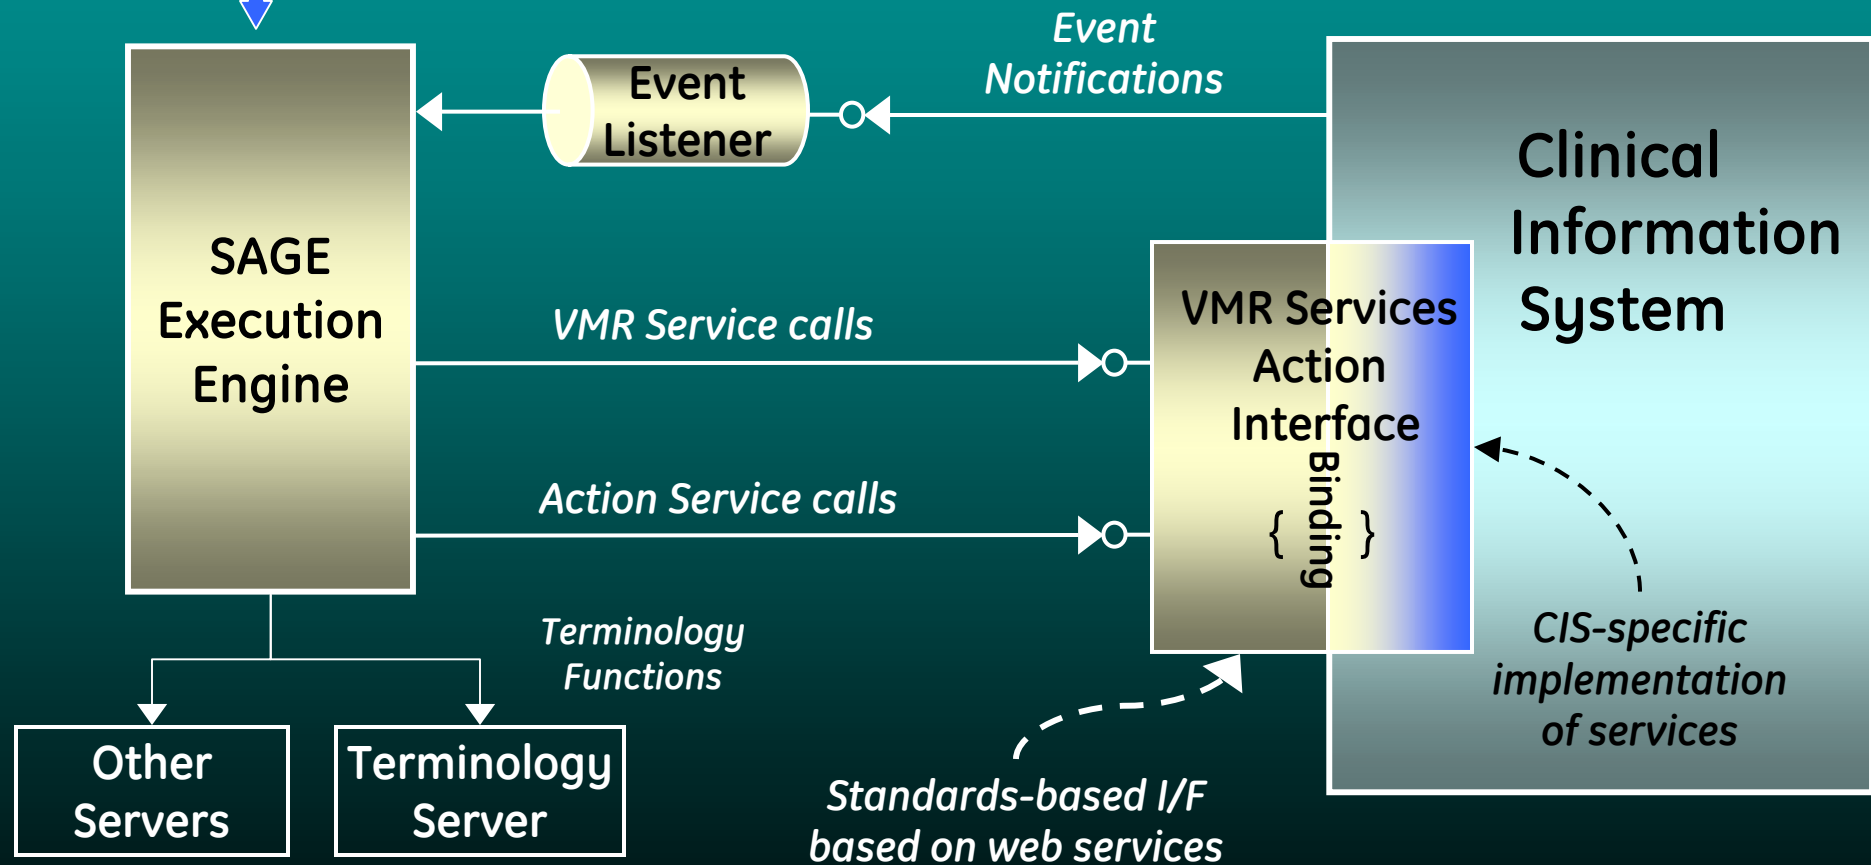 Event
Notifications
Event
Listener
Clinical
Information
System
SAGE
Execution
Engine
VMR Service calls
VMR Services
Action
Interface
{ Binding }
Action Service calls
Terminology
Functions
CIS-specific
implementation
of services
Other
Servers
Terminology
Server
Standards-based I/F
based on web services